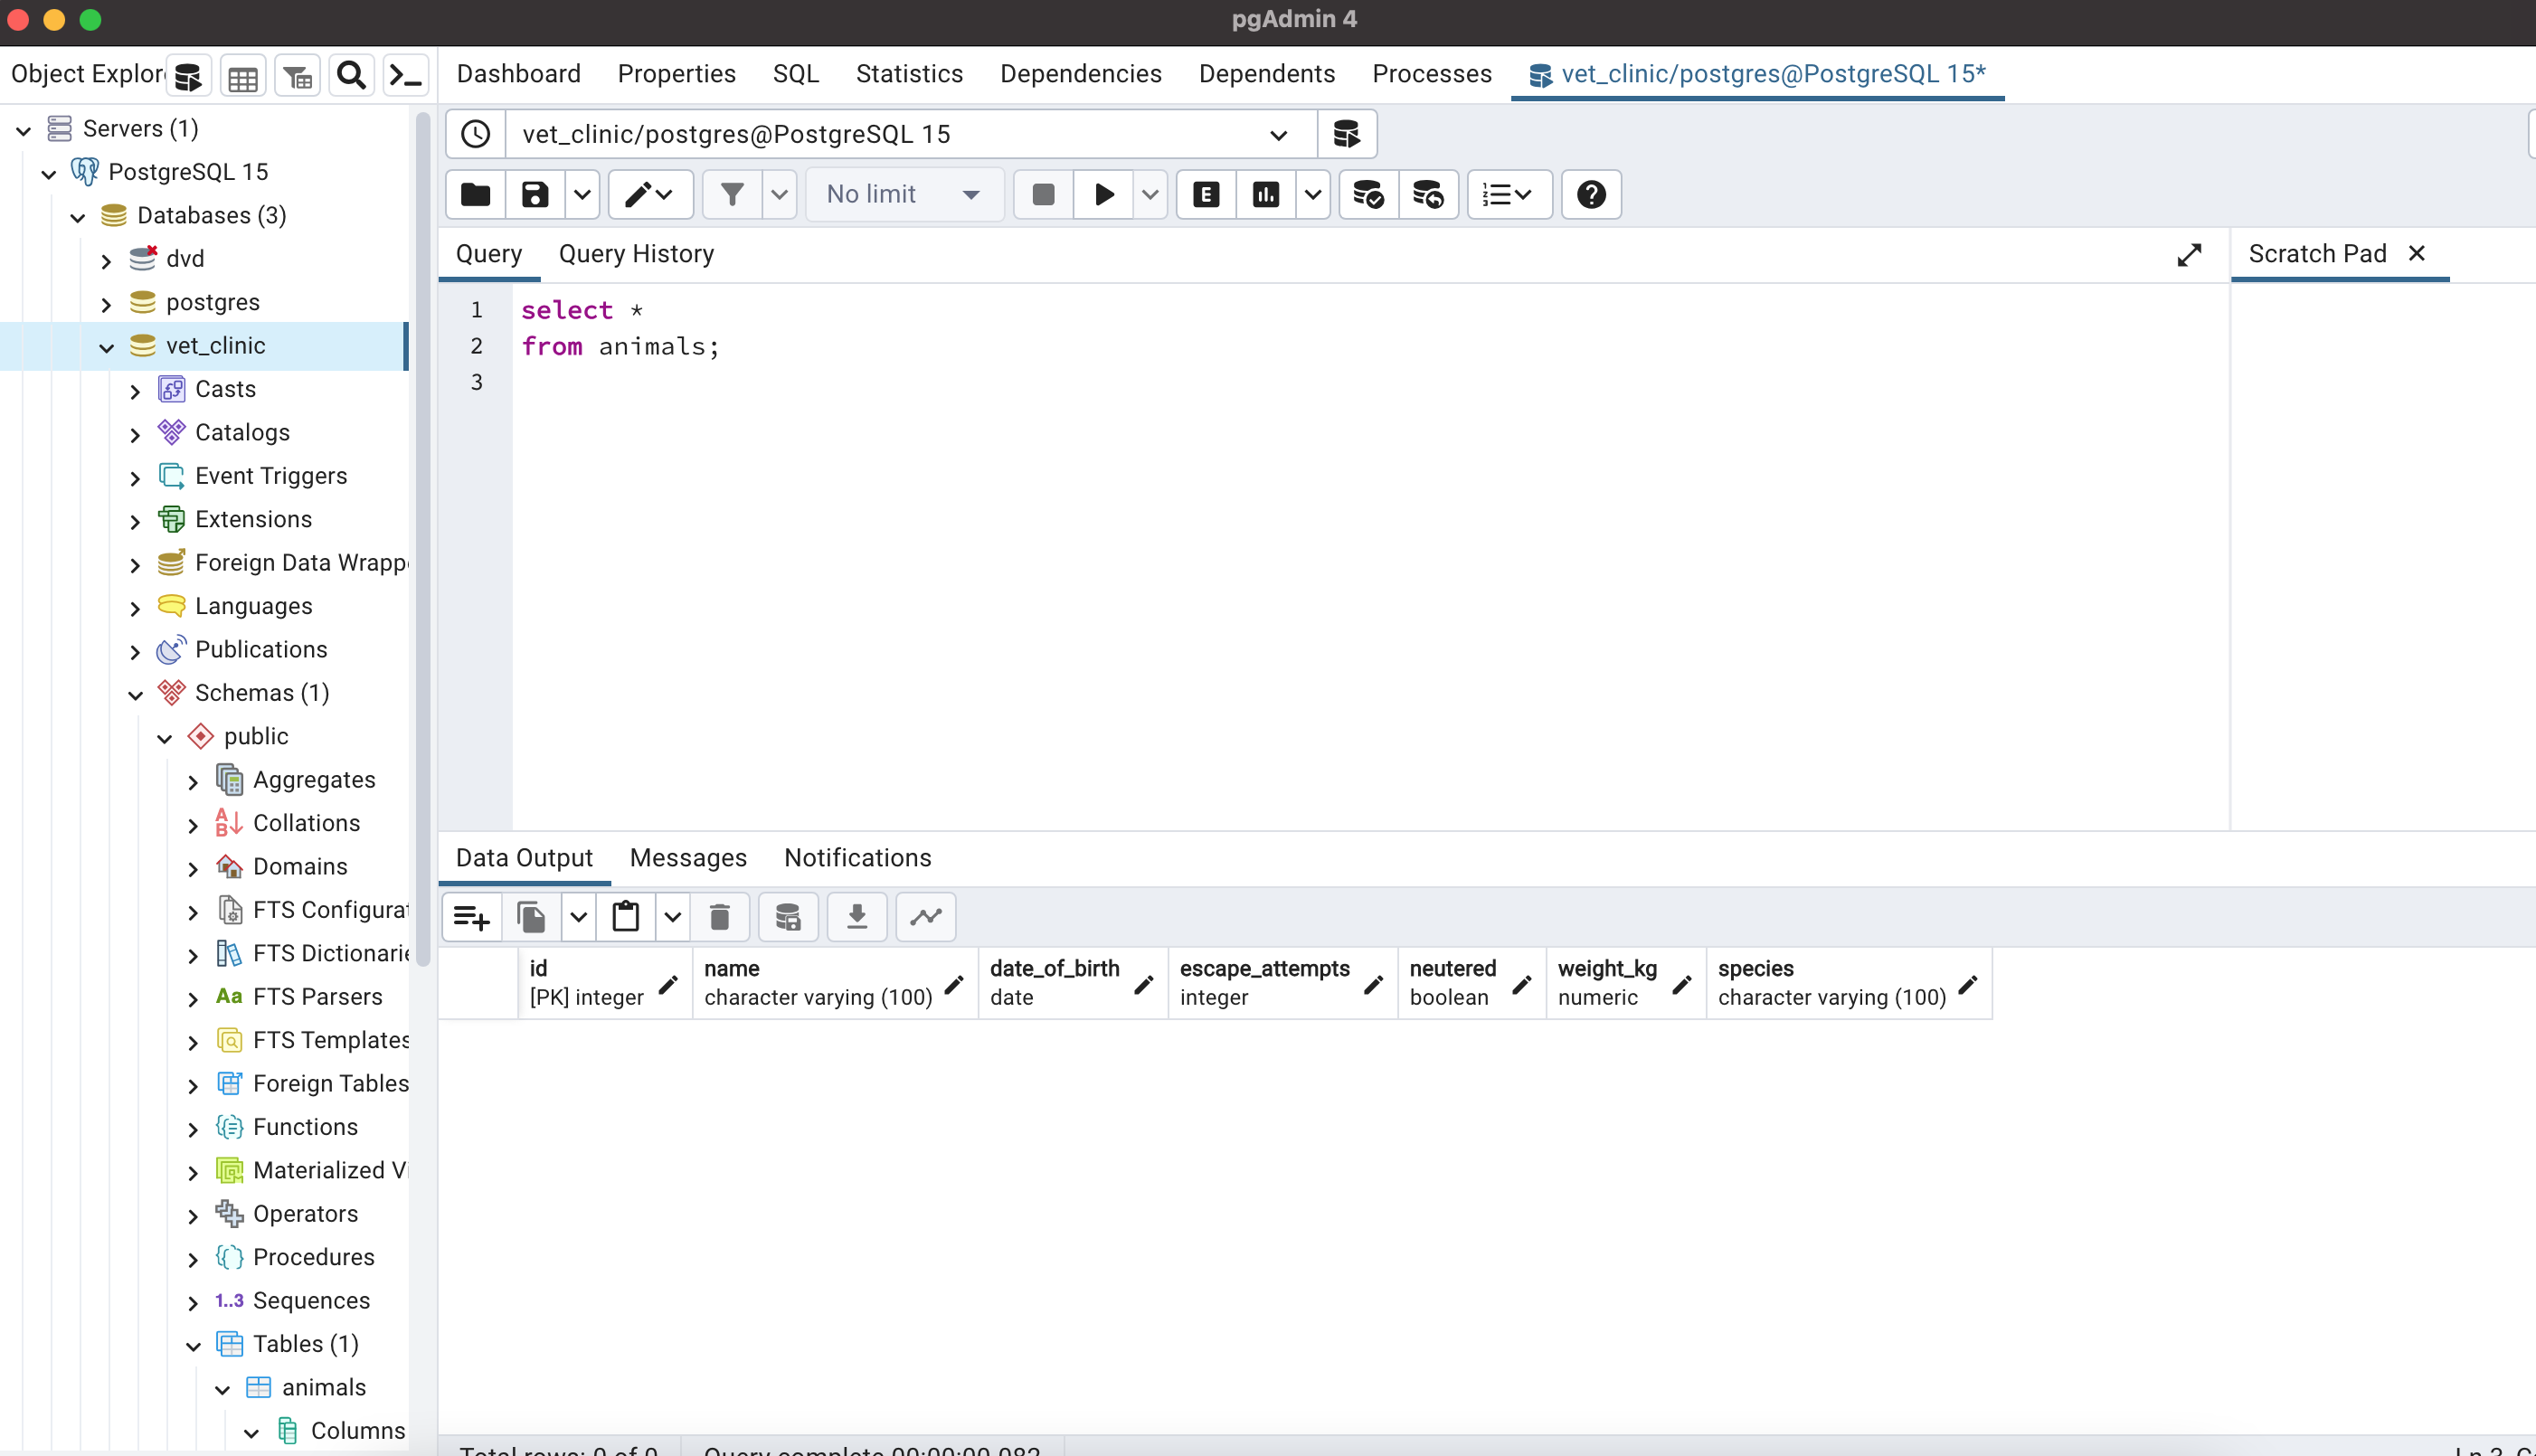 pgAdmin 4
Object Explor
Dashboard
Properties
SQL
Statistics
Dependencies
Dependents
Processes
vet_clinic/postgres@PostgreSQL 15*
Servers (1)
PostgreSQL 15
Databases (3)
dvd
postgres
vet_clinic
Casts
Catalogs
Event Triggers
Extensions
Foreign Data Wrapp
Languages
Publications
Schemas (1)
public
Aggregates
Collations
Domains
FTS Configurat
FTS Dictionarie
Aa FTS Parsers
FTS Templates
Foreign Tables
Functions
Materialized Vi
Operators
Procedures
1..3 Sequences
Tables (1)
animals
Columns
vet_clinic/postgres@PostgreSQL 15
No limit
E
Query
Query History
Scratch Pad
1 select *
2 from animals;
3
Data Output
Messages
Notifications
id
[PK] integer
name
character varying (100)
date_of_birth
date
escape_attempts
integer
neutered
boolean
weight_kg
numeric
species
character varying (100)
Total rows: 0 of 0
Query complete 00:00:00.082